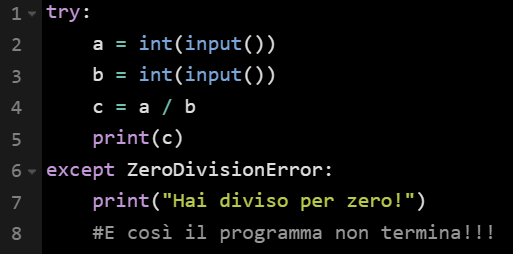 1 try:
2     a = int(input())
3     b = int(input())
4     c = a / b
5     print(c)
6 except ZeroDivisionError:
7     print("Hai diviso per zero!")
8     #E così il programma non termina!!!